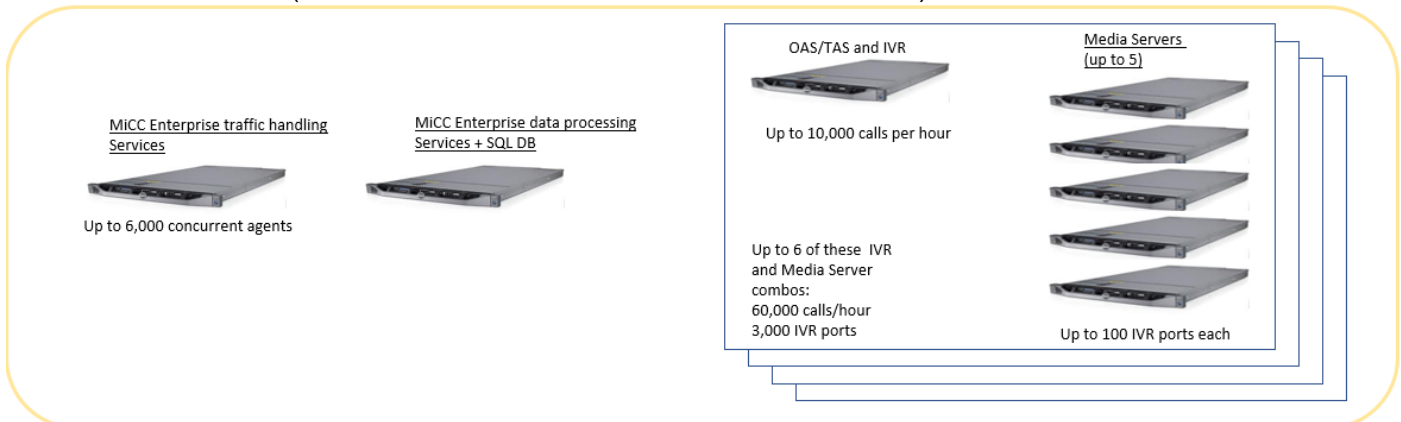 (
)
MiCC Enterprise traffic handling
Services
Up to 6,000 concurrent agents
MiCC Enterprise data processing
Services + SQL DB
OAS/TAS and IVR
Up to 10,000 calls per hour
Up to 6 of these IVR
and Media Server
combos:
60,000 calls/hour
3,000 IVR ports
Media Servers
(up to 5)
Up to 100 IVR ports each